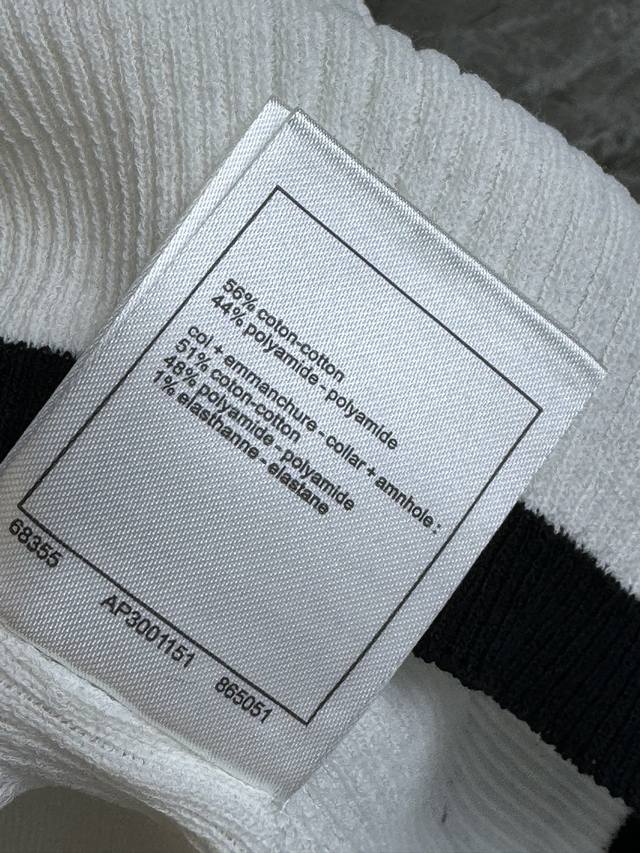 56% coton-cotton
44% polyamide - polyamide
col + emmanchure - collar + amnhole :
51% coton-cotton
48% polyamide - polyamide
1% elasthanne - elastane
68355
AP3001151
865051